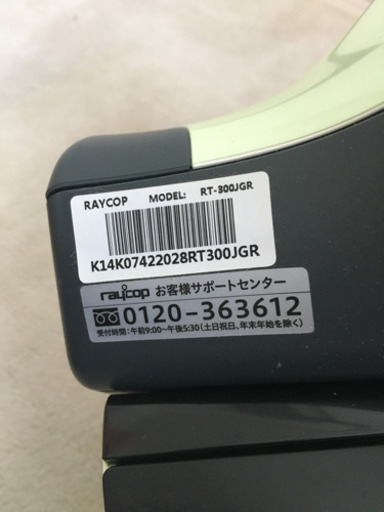 RAYCOP MODEL: RT-300JGR
K14K07422028RT300JGR
raycop お客様サポートセンター
0120-363612
受付時間:午前9:00~午後5:30(土日祝日、年末年始を除く)